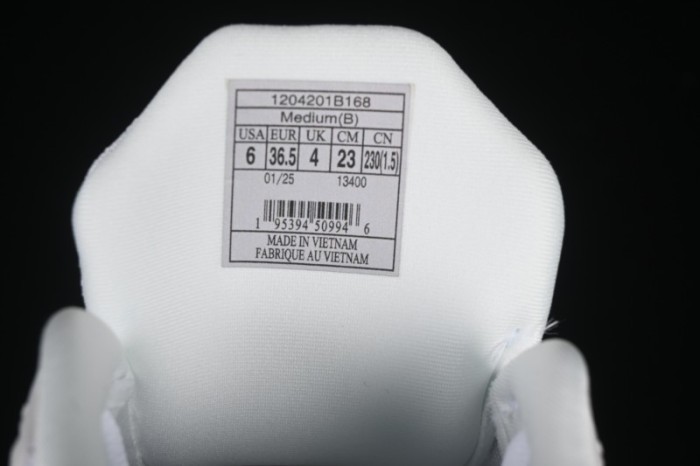 1204201B168
Medium(B)
USA EUR UK CM CN
6 36.5 4 23 230(1.5)
01/25 13400
1 95394 50994 6
MADE IN VIETNAM
FABRIQUE AU VIETNAM